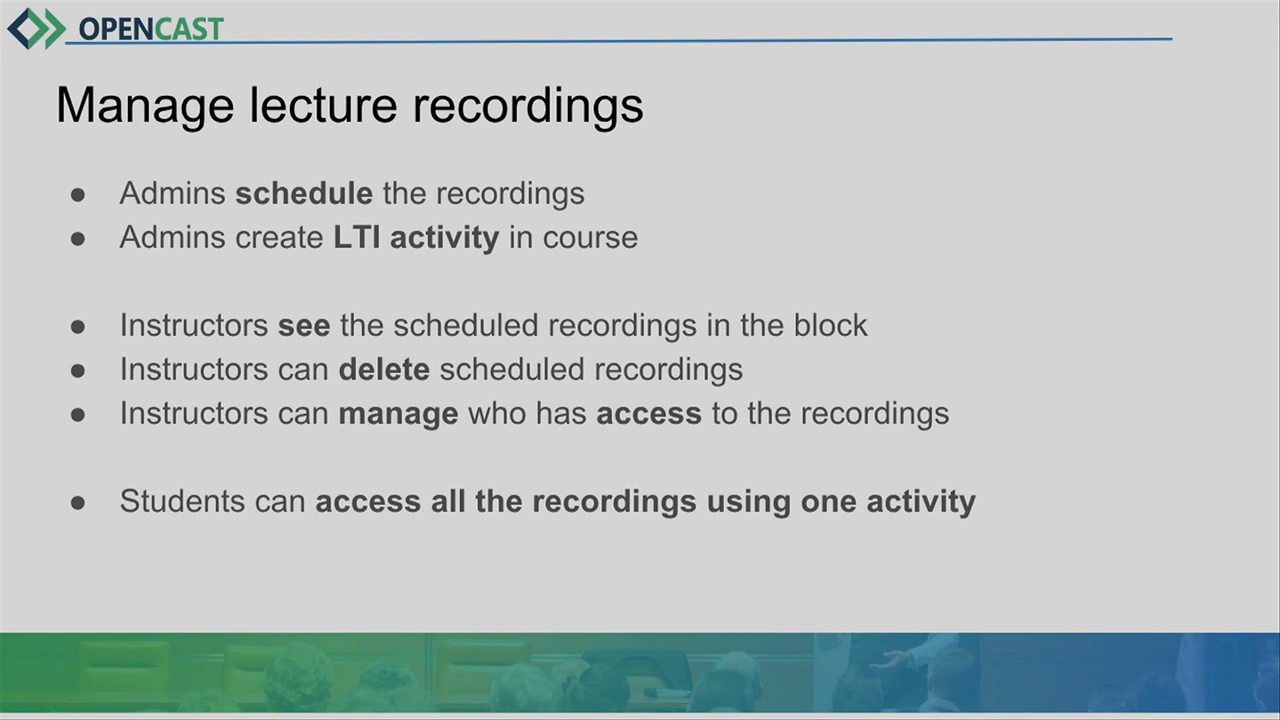 OPENCAST
Manage lecture recordings
● Admins schedule the recordings
● Admins create LTI activity in course
● Instructors see the scheduled recordings in the block
● Instructors can delete scheduled recordings
● Instructors can manage who has access to the recordings
● Students can access all the recordings using one activity